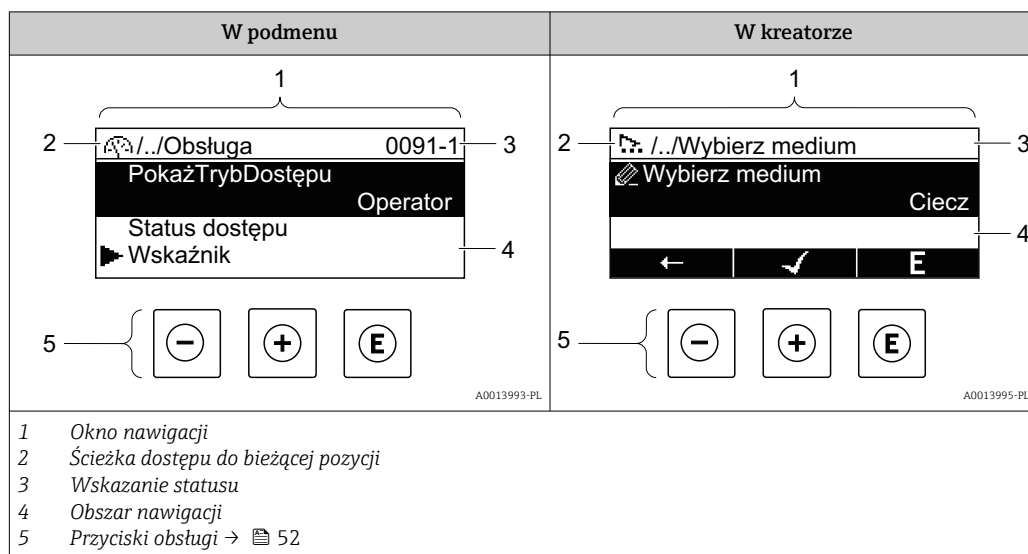 W podmenu
W kreatorze
1
2
/../Obsługa 0091-1
3
PokażTrybDostępu
Operator
Status dostępu
Wskaźnik
4
5
− + E
A0013993-PL
1
2
/../Wybierz medium
3
Wybierz medium
Ciecz
4
← ✓ E
5
− + E
A0013995-PL
1 Okno nawigacji
2 Ścieżka dostępu do bieżącej pozycji
3 Wskazanie statusu
4 Obszar nawigacji
5 Przyciski obsługi → 52